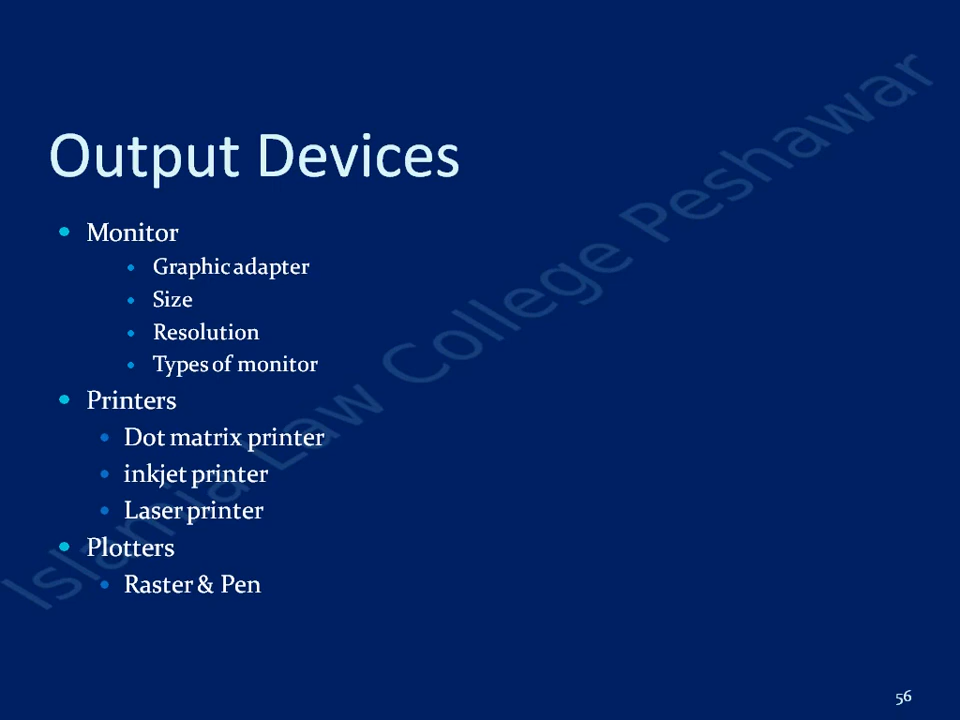 Output Devices
Monitor
Graphic adapter
Size
Resolution
Types of monitor
Printers
Dot matrix printer
inkjet printer
Laser printer
Plotters
Raster & Pen
Islamia Law College Peshawar
56